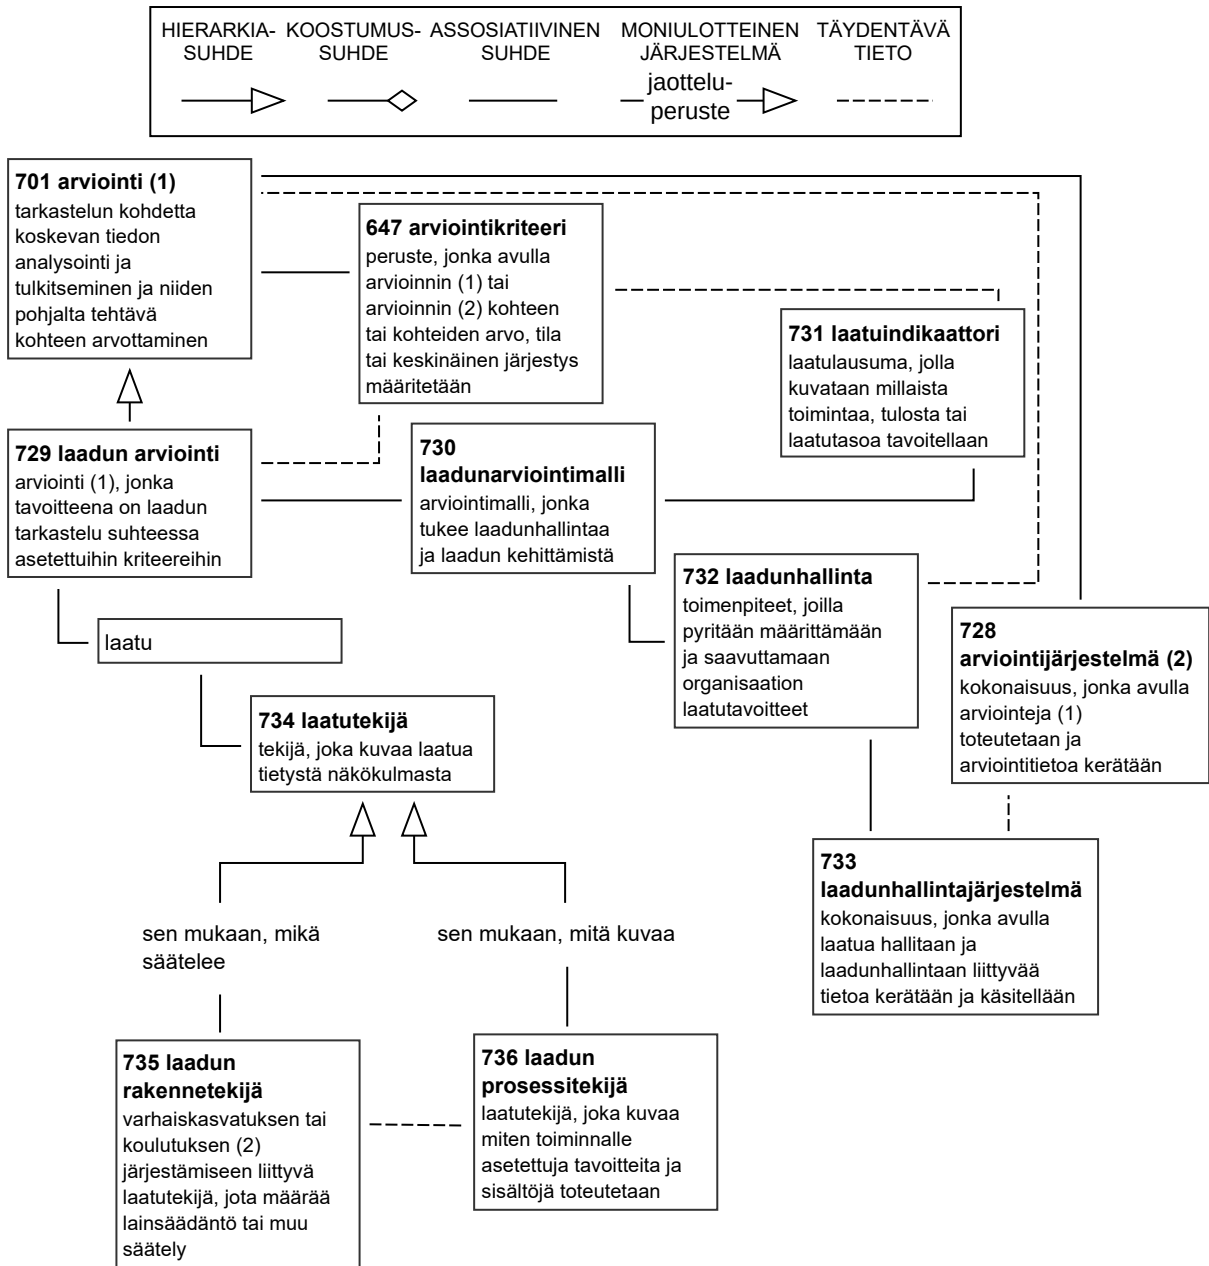 HIERARKIA-
SUHDE
KOOSTUMUS-
SUHDE
ASSOSIATIIVINEN
SUHDE
MONIULOTTEINEN
JÄRJESTELMÄ
jaottelu-
peruste
TÄYDENTÄVÄ
TIETO
701 arviointi (1)
tarkastelun kohdetta
koskevan tiedon
analysointi ja
tulkitseminen ja niiden
pohjalta tehtävä
kohteen arvottaminen
647 arviointikriteeri
peruste, jonka avulla
arvioinnin (1) tai
arvioinnin (2) kohteen
tai kohteiden arvo, tila
tai keskinäinen järjestys
määritetään
731 laatuindikaattori
laatulausuma, jolla
kuvataan millaista
toimintaa, tulosta tai
laatutasoa tavoitellaan
729 laadun arviointi
arviointi (1), jonka
tavoitteena on laadun
tarkastelu suhteessa
asetettuihin kriteereihin
730
laadunarviointimalli
arviointimalli, jonka
tukee laadunhallintaa
ja laadun kehittämistä
732 laadunhallinta
toimenpiteet, joilla
pyritään määrittämään
ja saavuttamaan
organisaation
laatutavoitteet
728
arviointijärjestelmä (2)
kokonaisuus, jonka avulla
arviointeja (1)
toteutetaan ja
arviointitietoa kerätään
laatu
734 laatutekijä
tekijä, joka kuvaa laatua
tietystä näkökulmasta
733
laadunhallintajärjestelmä
kokonaisuus, jonka avulla
laatua hallitaan ja
laadunhallintaan liittyvää
tietoa kerätään ja käsitellään
sen mukaan, mikä
säätelee
sen mukaan, mitä kuvaa
735 laadun
rakennetekijä
varhaiskasvatuksen tai
koulutuksen (2)
järjestämiseen liittyvä
laatutekijä, jota määrää
lainsäädäntö tai muu
säätely
736 laadun
prosessitekijä
laatutekijä, joka kuvaa
miten toiminnalle
asetettuja tavoitteita ja
sisältöjä toteutetaan